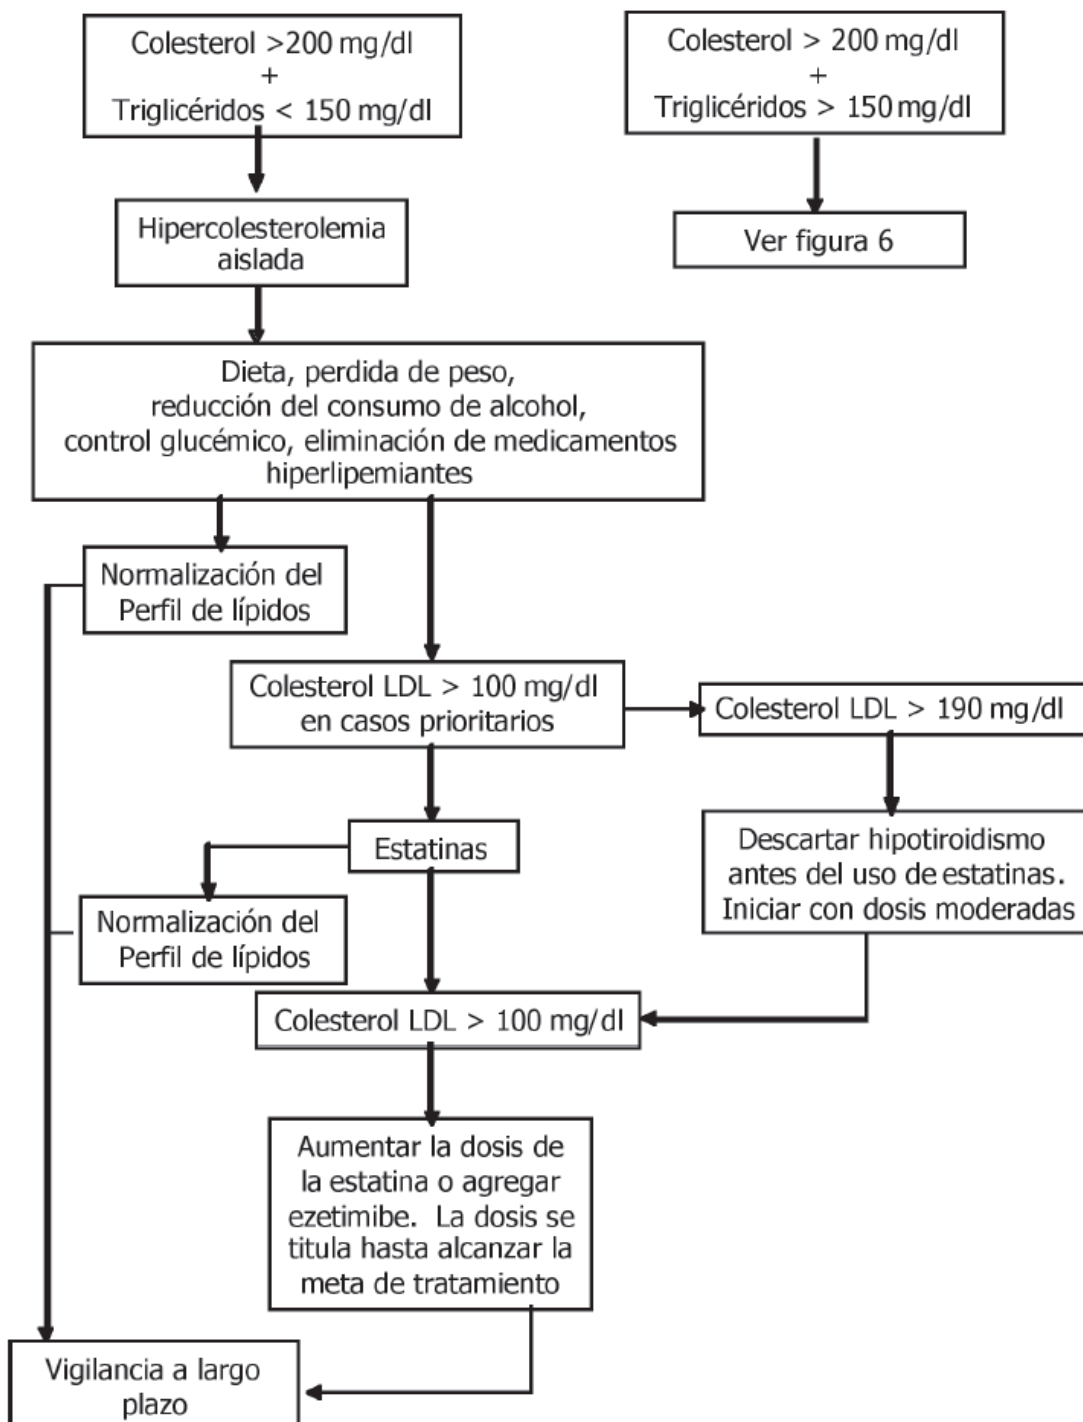 Colesterol >200 mg/dl
+
Triglicéridos < 150 mg/dl
Colesterol > 200 mg/dl
+
Triglicéridos > 150 mg/dl
Hipercolesterolemia
aislada
Ver figura 6
Dieta, perdida de peso,
reducción del consumo de alcohol,
control glucémico, eliminación de medicamentos
hiperlipemiantes
Normalización del
Perfil de lípidos
Colesterol LDL > 100 mg/dl
en casos prioritarios
Colesterol LDL > 190 mg/dl
Estatinas
Descartar hipotiroidismo
antes del uso de estatinas.
Iniciar con dosis moderadas
Normalización del
Perfil de lípidos
Colesterol LDL > 100 mg/dl
Aumentar la dosis de
la estatina o agregar
ezetimibe. La dosis se
titula hasta alcanzar la
meta de tratamiento
Vigilancia a largo
plazo